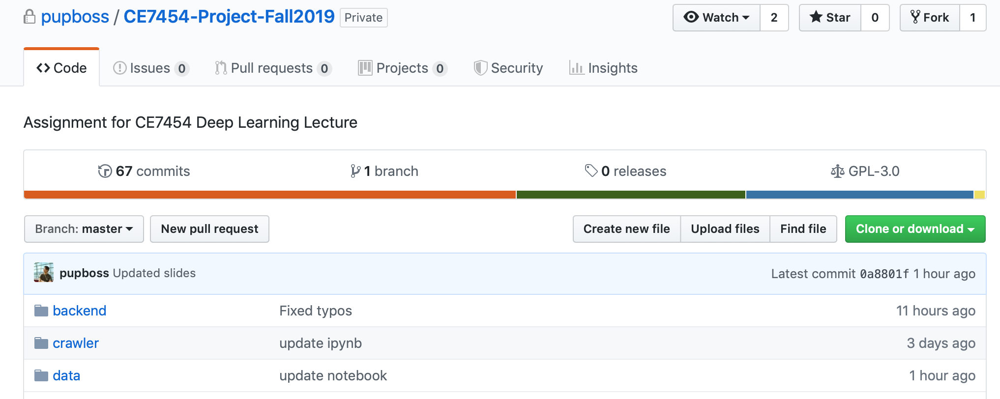 pupboss / CE7454-Project-Fall2019 Private Watch 2 Star 0 Fork 1
Code Issues 0 Pull requests 0 Projects 0 Security Insights
Assignment for CE7454 Deep Learning Lecture
67 commits 1 branch 0 releases GPL-3.0
Branch: master New pull request Create new file Upload files Find file Clone or download
pupboss Updated slides Latest commit 0a8801f 1 hour ago
backend Fixed typos 11 hours ago
crawler update ipynb 3 days ago
data update notebook 1 hour ago